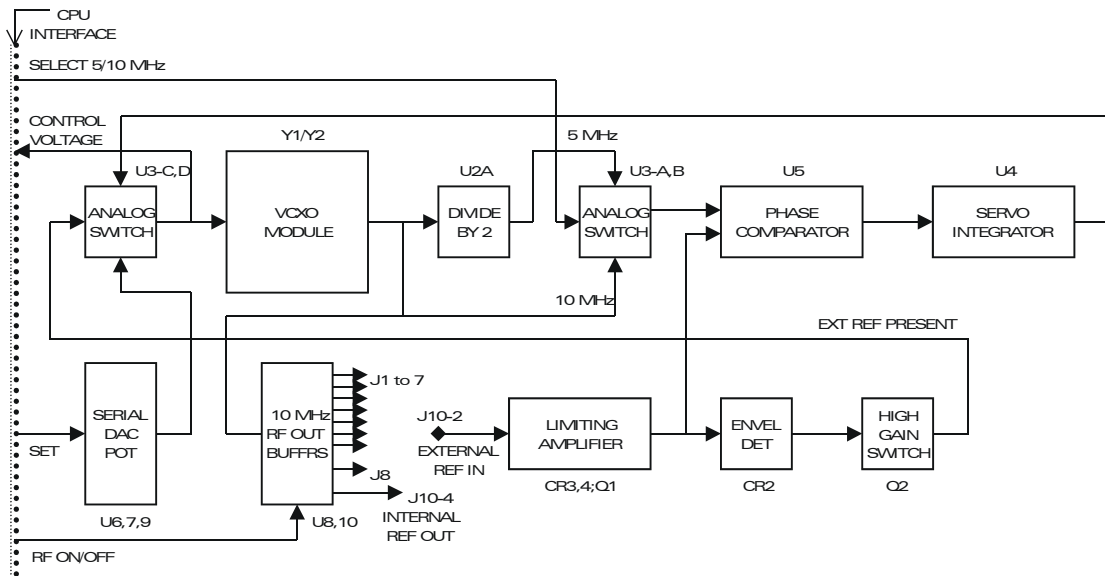 CPU
INTERFACE
SELECT 5/10 MHz
CONTROL
VOLTAGE
U3-C,D
ANALOG
SWITCH
Y1/Y2
VCXO
MODULE
U2A
DIVIDE
BY 2
5 MHz
U3-A,B
ANALOG
SWITCH
10 MHz
U5
PHASE
COMPARATOR
U4
SERVO
INTEGRATOR
EXT REF PRESENT
SET
SERIAL
DAC
POT
U6,7,9
10 MHz
RF OUT
BUFFRS
U8,10
J1 to 7
J8
J10-4
INTERNAL
REF OUT
J10-2
EXTERNAL
REF IN
LIMITING
AMPLIFIER
CR3,4;Q1
ENVEL
DET
CR2
HIGH
GAIN
SWITCH
Q2
RF ON/OFF